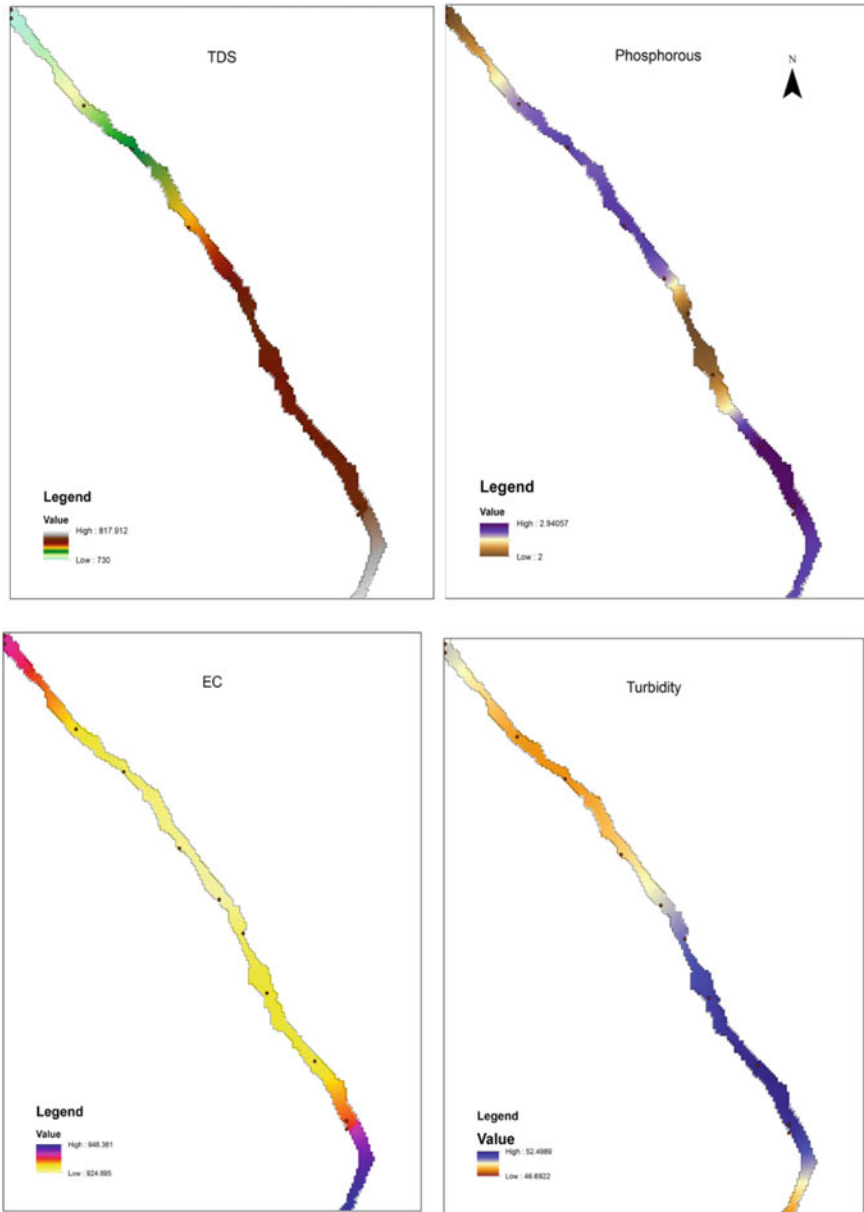 TDS
Legend
Value
High : 817.912
Low : 730
Phosphorous
N
Legend
Value
High : 2.94057
Low : 2
EC
Legend
Value
High : 948.361
Low : 924.695
Turbidity
Legend
Value
High : 52.4989
Low : 46.6922